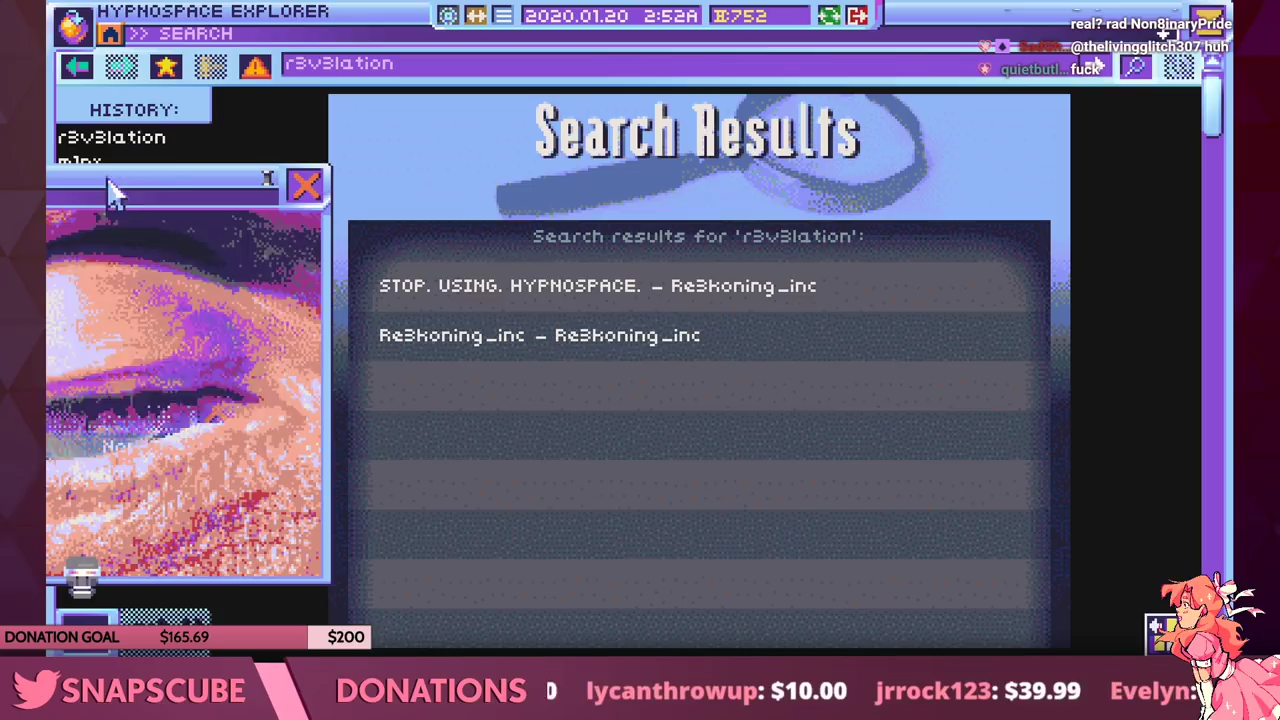 HYPNOSPACE EXPLORER
2020.01.20 2:52A
752
>> SEARCH
real? rad Non8inaryPride
@thelivingglitch307 huh
quietbutl... fuck
r3v3lation
HISTORY:
r3v3lation
Search Results
Search results for 'r3v3lation':
STOP. USING. HYPNOSPACE. - Re3koning_inc
Re3koning_inc - Re3koning_inc
DONATION GOAL $165.69 $200
SNAPSCUBE DONATIONS lycanthrowup: $10.00 jrrock123: $39.99 Evelyn: